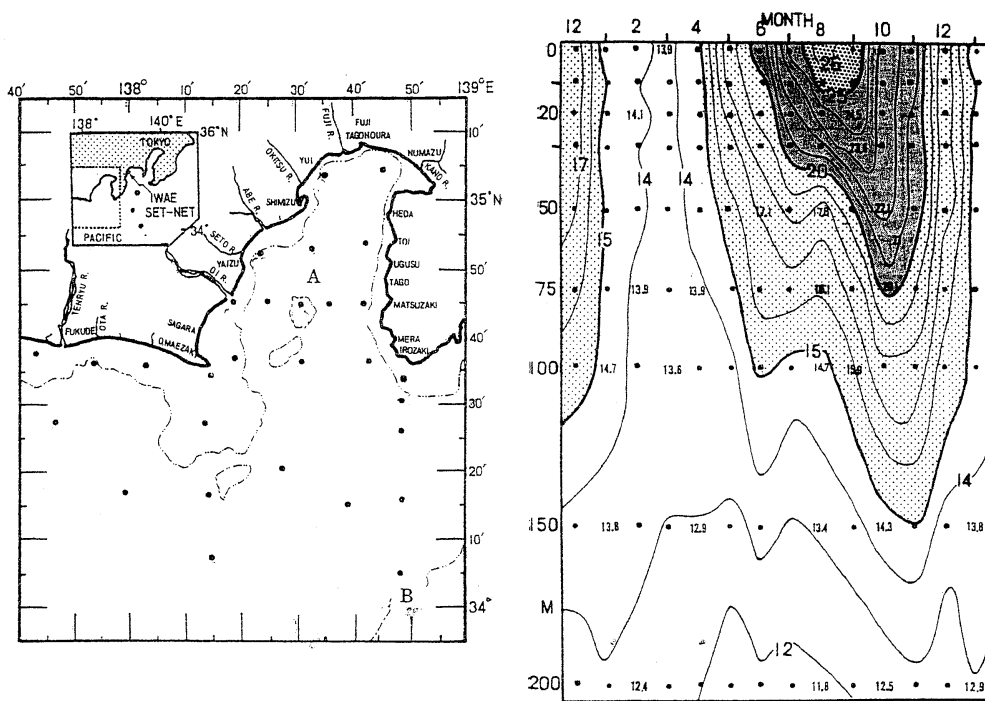 40′ 50′ 138° 10′ 20′ 30′ 40′ 50′ 139°E
138° 140°E 36°N
TOKYO
IWAE
SET-NET
PACIFIC
34°
FUJI R.
FUJI
TAGONOURA
NUMAZU
KANO R.
YUI
OKITSU R.
SHIMIZU
ABE R.
SETO R.
YAIZU
OI R.
SAGARA
OMAEZAKI
OTA R.
FUKUDE
TENRYU R.
HEDA
TOI
UGUSU
TAGO
MATSUZAKI
MERA
IROZAKI
A
B
10′
35°N
50′
40′
30′
20′
10′
34°
MONTH
12 2 4 6 8 10 12
0
20
50
75
100
150
M
200
13.9
26
25
14.1
17
14 14
20
15
13.9
14.7 13.6
15
14.7
14
13.8 12.9 13.4 14.3 13.8
12
12.4 11.8 12.5 12.9